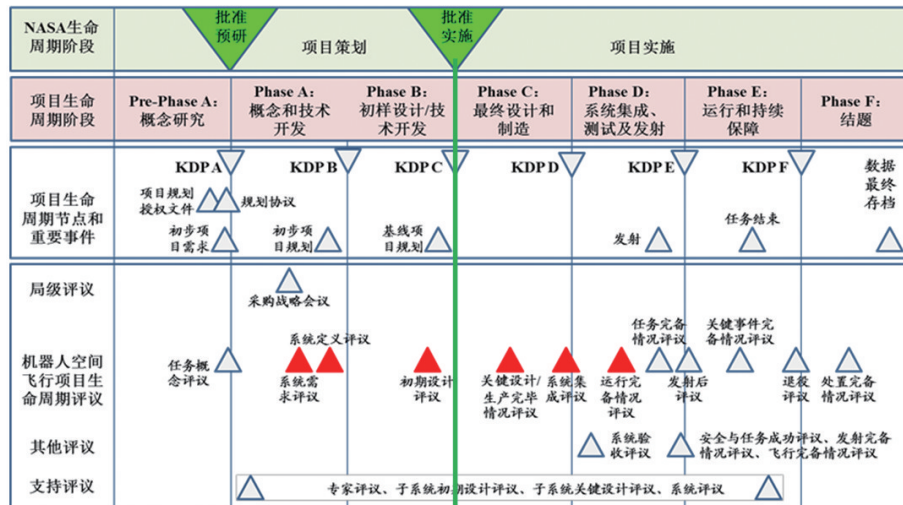 NASA生命
周期阶段
批准
预研
项目策划
批准
实施
项目实施
项目生命
周期阶段
Pre-Phase A:
概念研究
Phase A:
概念和技术
开发
Phase B:
初样设计/技
术开发
Phase C:
最终设计和
制造
Phase D:
系统集成、
测试及发射
Phase E:
运行和持续
保障
Phase F:
结题
项目生命
周期节点和
重要事件
KDP A
KDP B
KDP C
KDP D
KDP E
KDP F
数据
最终
存档
项目规划
授权文件
规划协议
初步项
目需求
初步项
目规划
基线项
目规划
发射
任务结束
局级评议
采购战略会议
机器人空间
飞行项目生
命周期评议
任务概
念评议
系统定义评议
系统需
求评议
初期设计
评议
关键设计/
生产完毕
情况评议
系统集
成评议
运行完
备情况
评议
任务完备
情况评议
发射后
评议
关键事件完
备情况评议
退役
评议
处置完备
情况评议
其他评议
系统验
收评议
安全与任务成功评议、发射完备
情况评议、飞行完备情况评议
支持评议
专家评议、子系统初期设计评议、子系统关键设计评议、系统评议